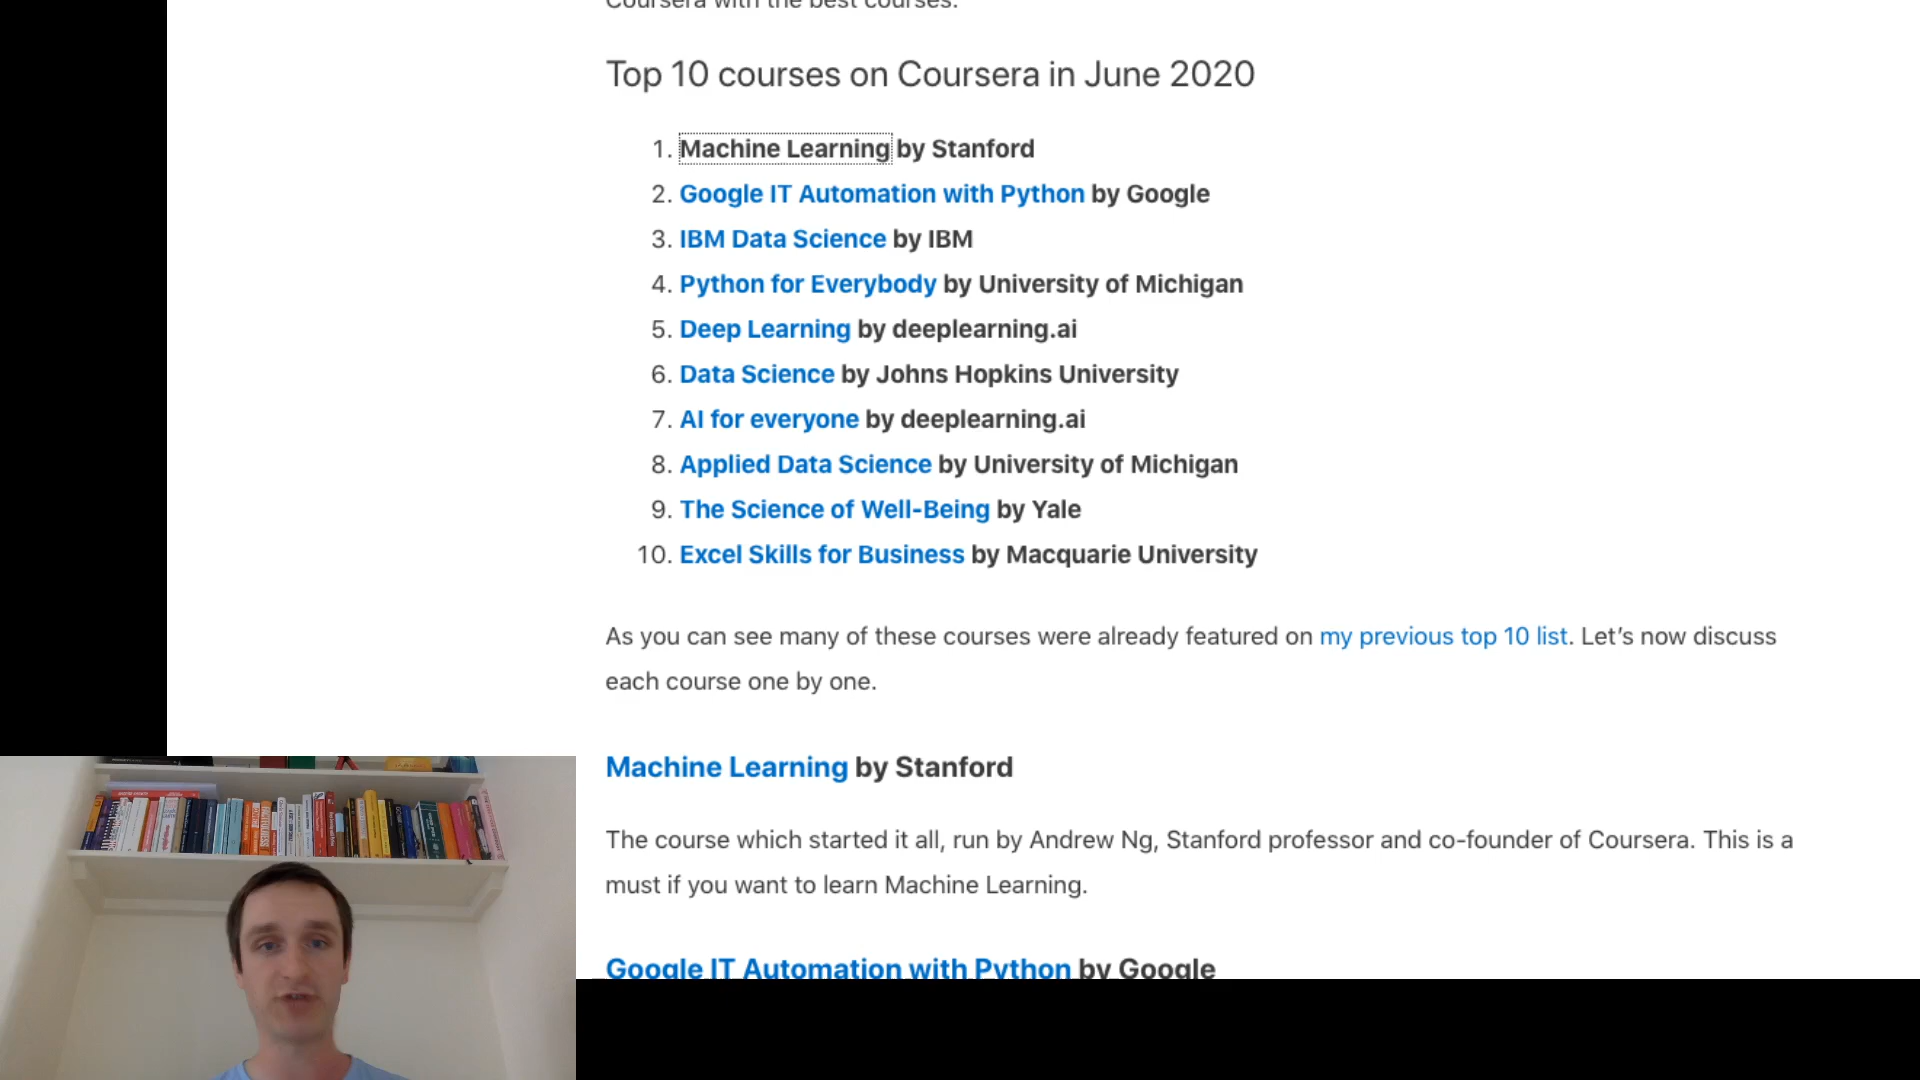 Coursera with the best courses.
Top 10 courses on Coursera in June 2020
1. Machine Learning by Stanford
2. Google IT Automation with Python by Google
3. IBM Data Science by IBM
4. Python for Everybody by University of Michigan
5. Deep Learning by deeplearning.ai
6. Data Science by Johns Hopkins University
7. AI for everyone by deeplearning.ai
8. Applied Data Science by University of Michigan
9. The Science of Well-Being by Yale
10. Excel Skills for Business by Macquarie University
As you can see many of these courses were already featured on my previous top 10 list. Let’s now discuss
each course one by one.
Machine Learning by Stanford
The course which started it all, run by Andrew Ng, Stanford professor and co-founder of Coursera. This is a
must if you want to learn Machine Learning.
Google IT Automation with Python by Google